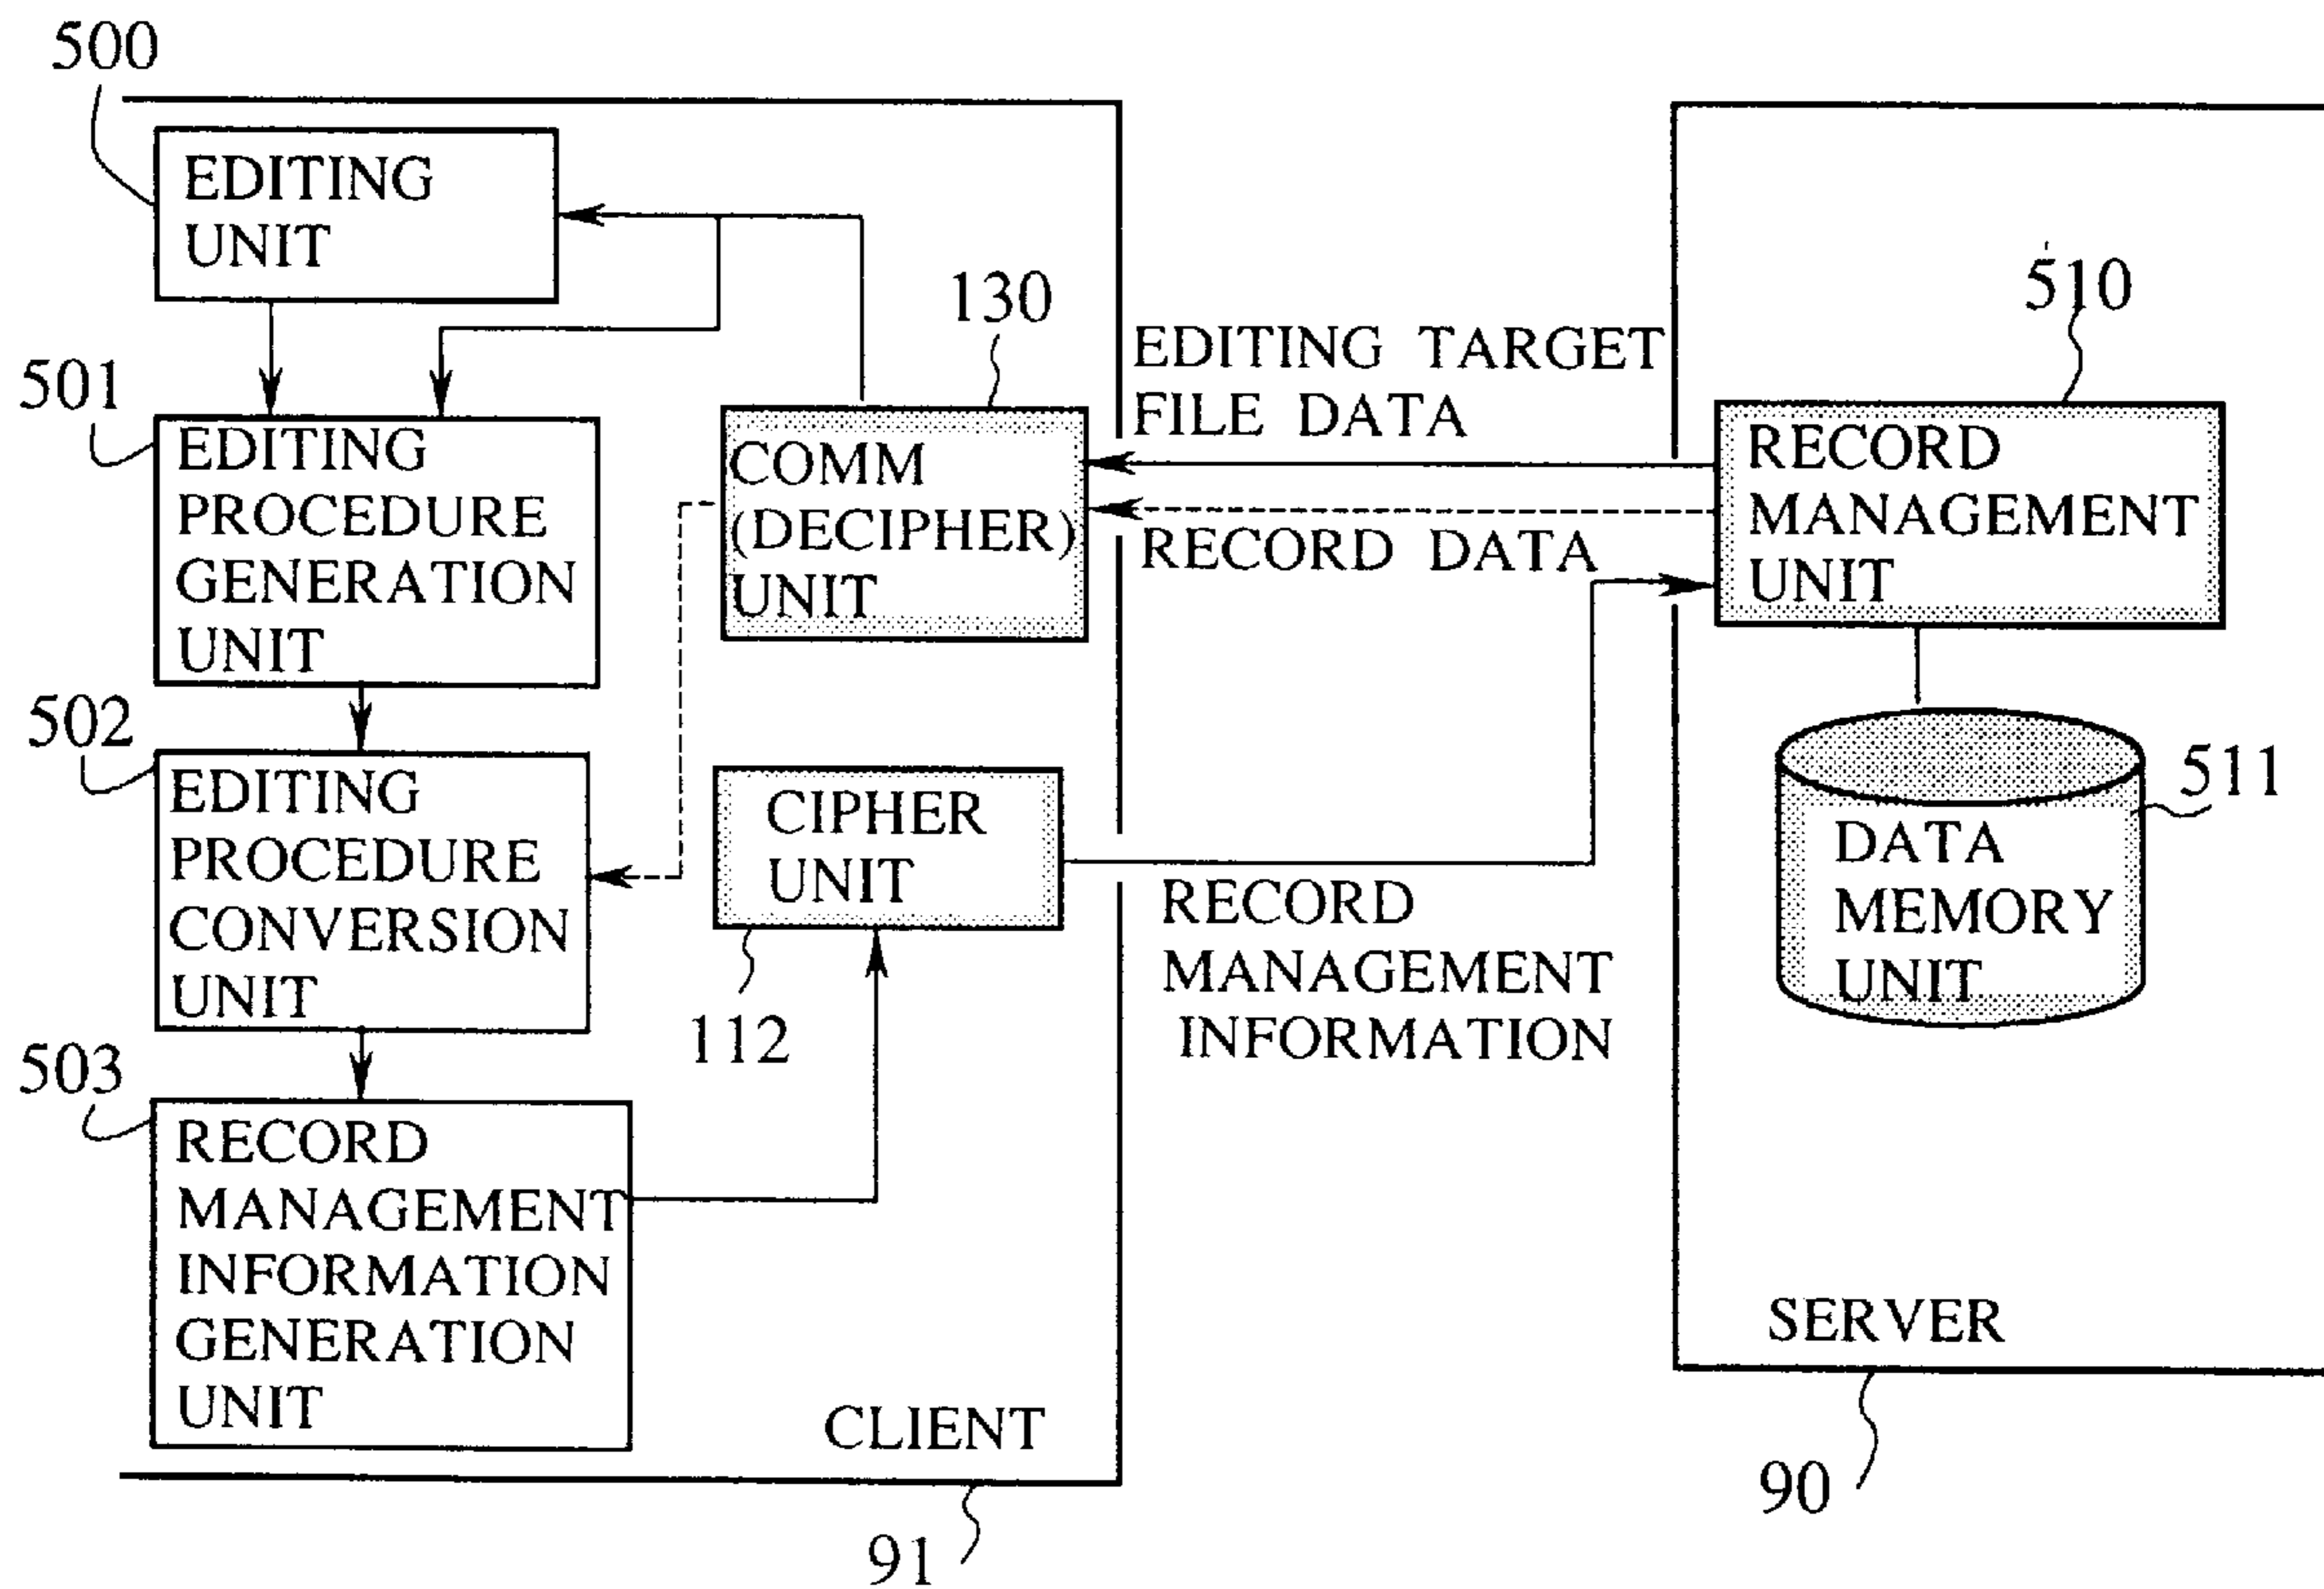 500
EDITING
UNIT
501
EDITING
PROCEDURE
GENERATION
UNIT
502
EDITING
PROCEDURE
CONVERSION
UNIT
503
RECORD
MANAGEMENT
INFORMATION
GENERATION
UNIT
130
COMM
(DECIPHER)
UNIT
CIPHER
UNIT
112
CLIENT
91
EDITING TARGET
FILE DATA
RECORD DATA
RECORD
MANAGEMENT
INFORMATION
510
RECORD
MANAGEMENT
UNIT
511
DATA
MEMORY
UNIT
SERVER
90